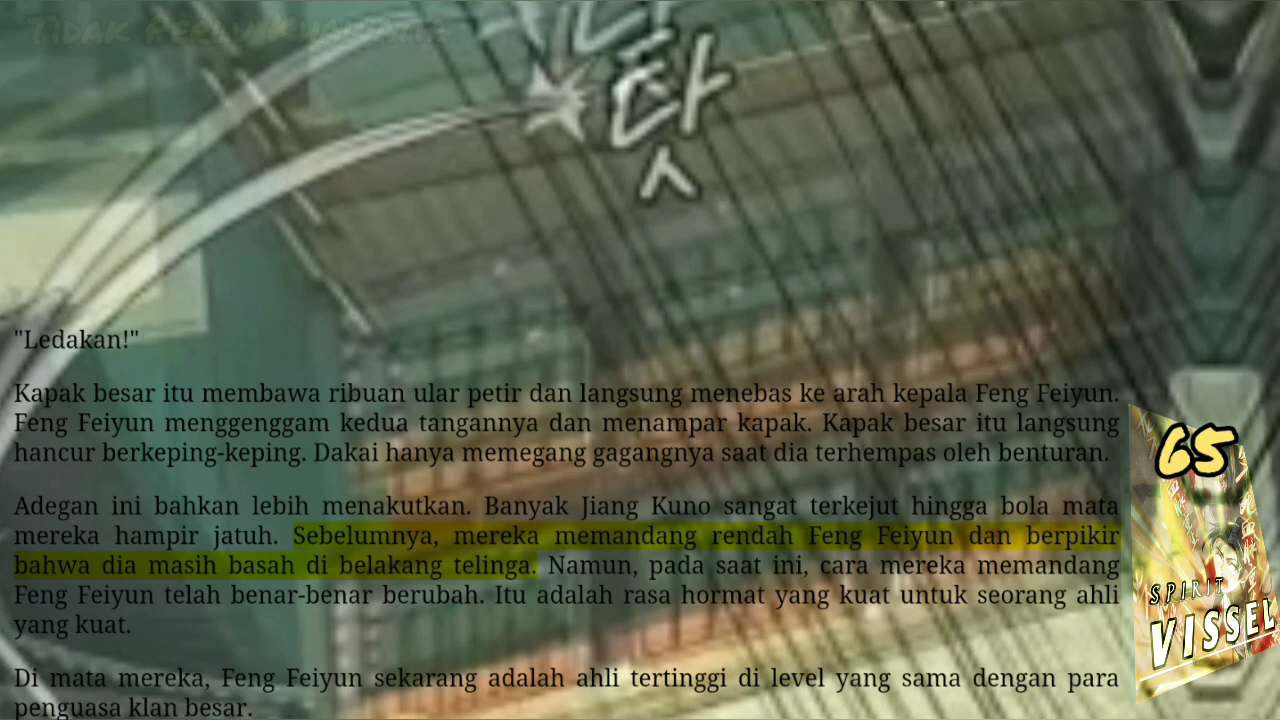 탓
"Ledakan!"
Kapak besar itu membawa ribuan ular petir dan langsung menebas ke arah kepala Feng Feiyun.
Feng Feiyun menggenggam kedua tangannya dan menampar kapak. Kapak besar itu langsung
hancur berkeping-keping. Dakai hanya memegang gagangnya saat dia terhempas oleh benturan.
Adegan ini bahkan lebih menakutkan. Banyak Jiang Kuno sangat terkejut hingga bola mata
mereka hampir jatuh. Sebelumnya, mereka memandang rendah Feng Feiyun dan berpikir
bahwa dia masih basah di belakang telinga. Namun, pada saat ini, cara mereka memandang
Feng Feiyun telah benar-benar berubah. Itu adalah rasa hormat yang kuat untuk seorang ahli
yang kuat.
Di mata mereka, Feng Feiyun sekarang adalah ahli tertinggi di level yang sama dengan para
penguasa klan besar.
65
SPIRIT
VISSEL